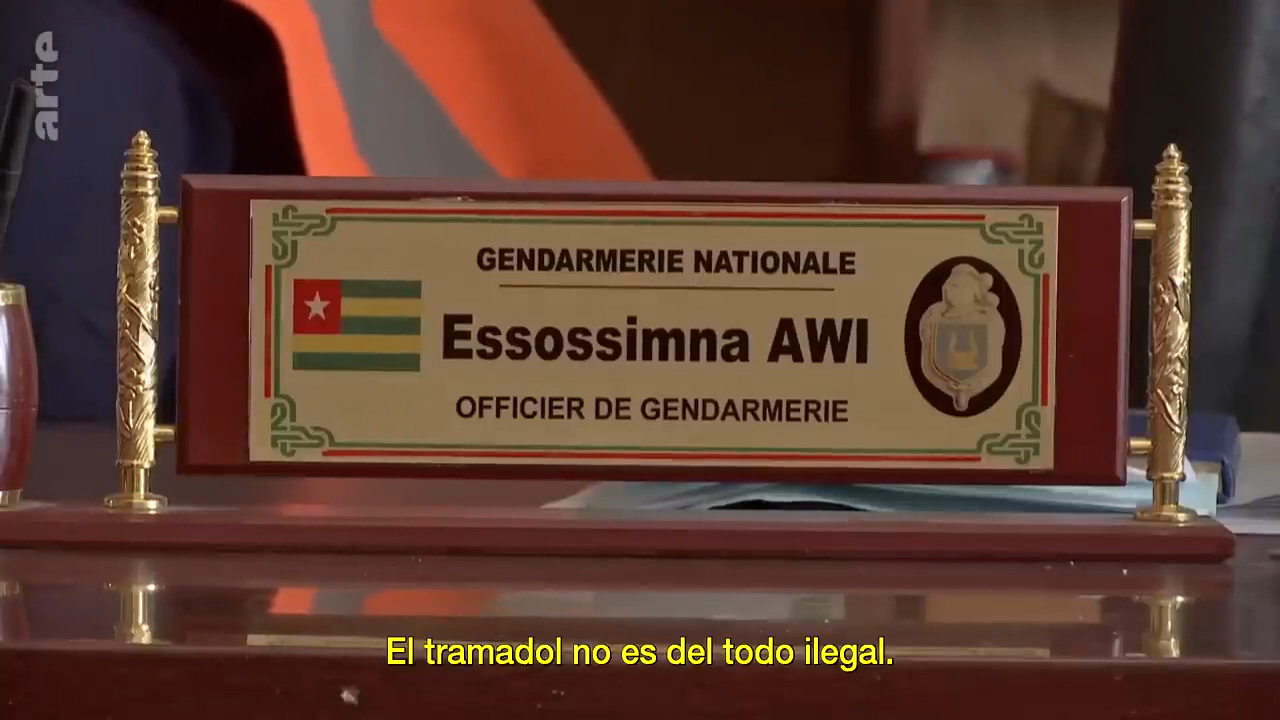 arte
GENDARMERIE NATIONALE
Essossimna AWI
OFFICIER DE GENDARMERIE
El tramadol no es del todo ilegal.